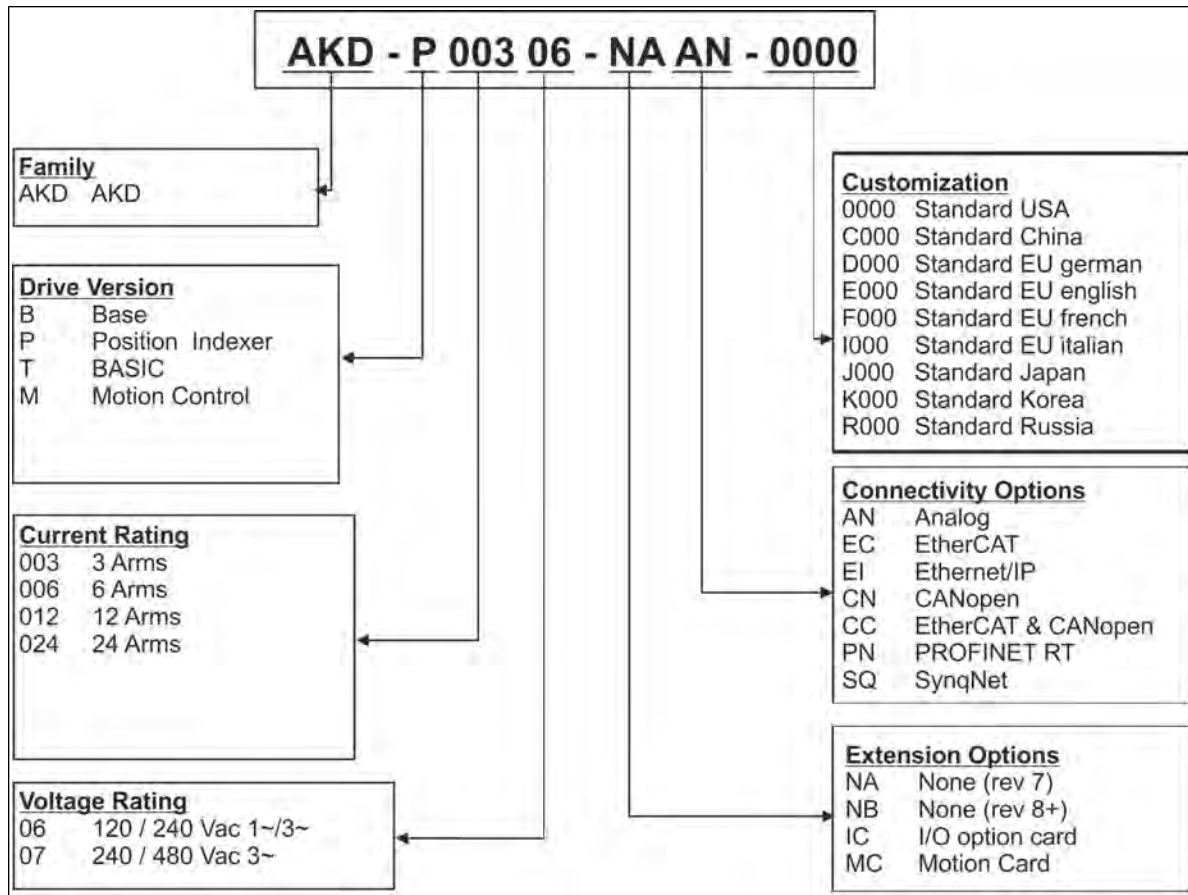 AKD - P 003 06 - NA AN - 0000
Family
AKD AKD
Drive Version
B Base
P Position Indexer
T BASIC
M Motion Control
Current Rating
003 3 Arms
006 6 Arms
012 12 Arms
024 24 Arms
Voltage Rating
06 120 / 240 Vac 1~/3~
07 240 / 480 Vac 3~
Customization
0000 Standard USA
C000 Standard China
D000 Standard EU german
E000 Standard EU english
F000 Standard EU french
I000 Standard EU italian
J000 Standard Japan
K000 Standard Korea
R000 Standard Russia
Connectivity Options
AN Analog
EC EtherCAT
EI Ethernet/IP
CN CANopen
CC EtherCAT & CANopen
PN PROFINET RT
SQ SynqNet
Extension Options
NA None (rev 7)
NB None (rev 8+)
IC I/O option card
MC Motion Card